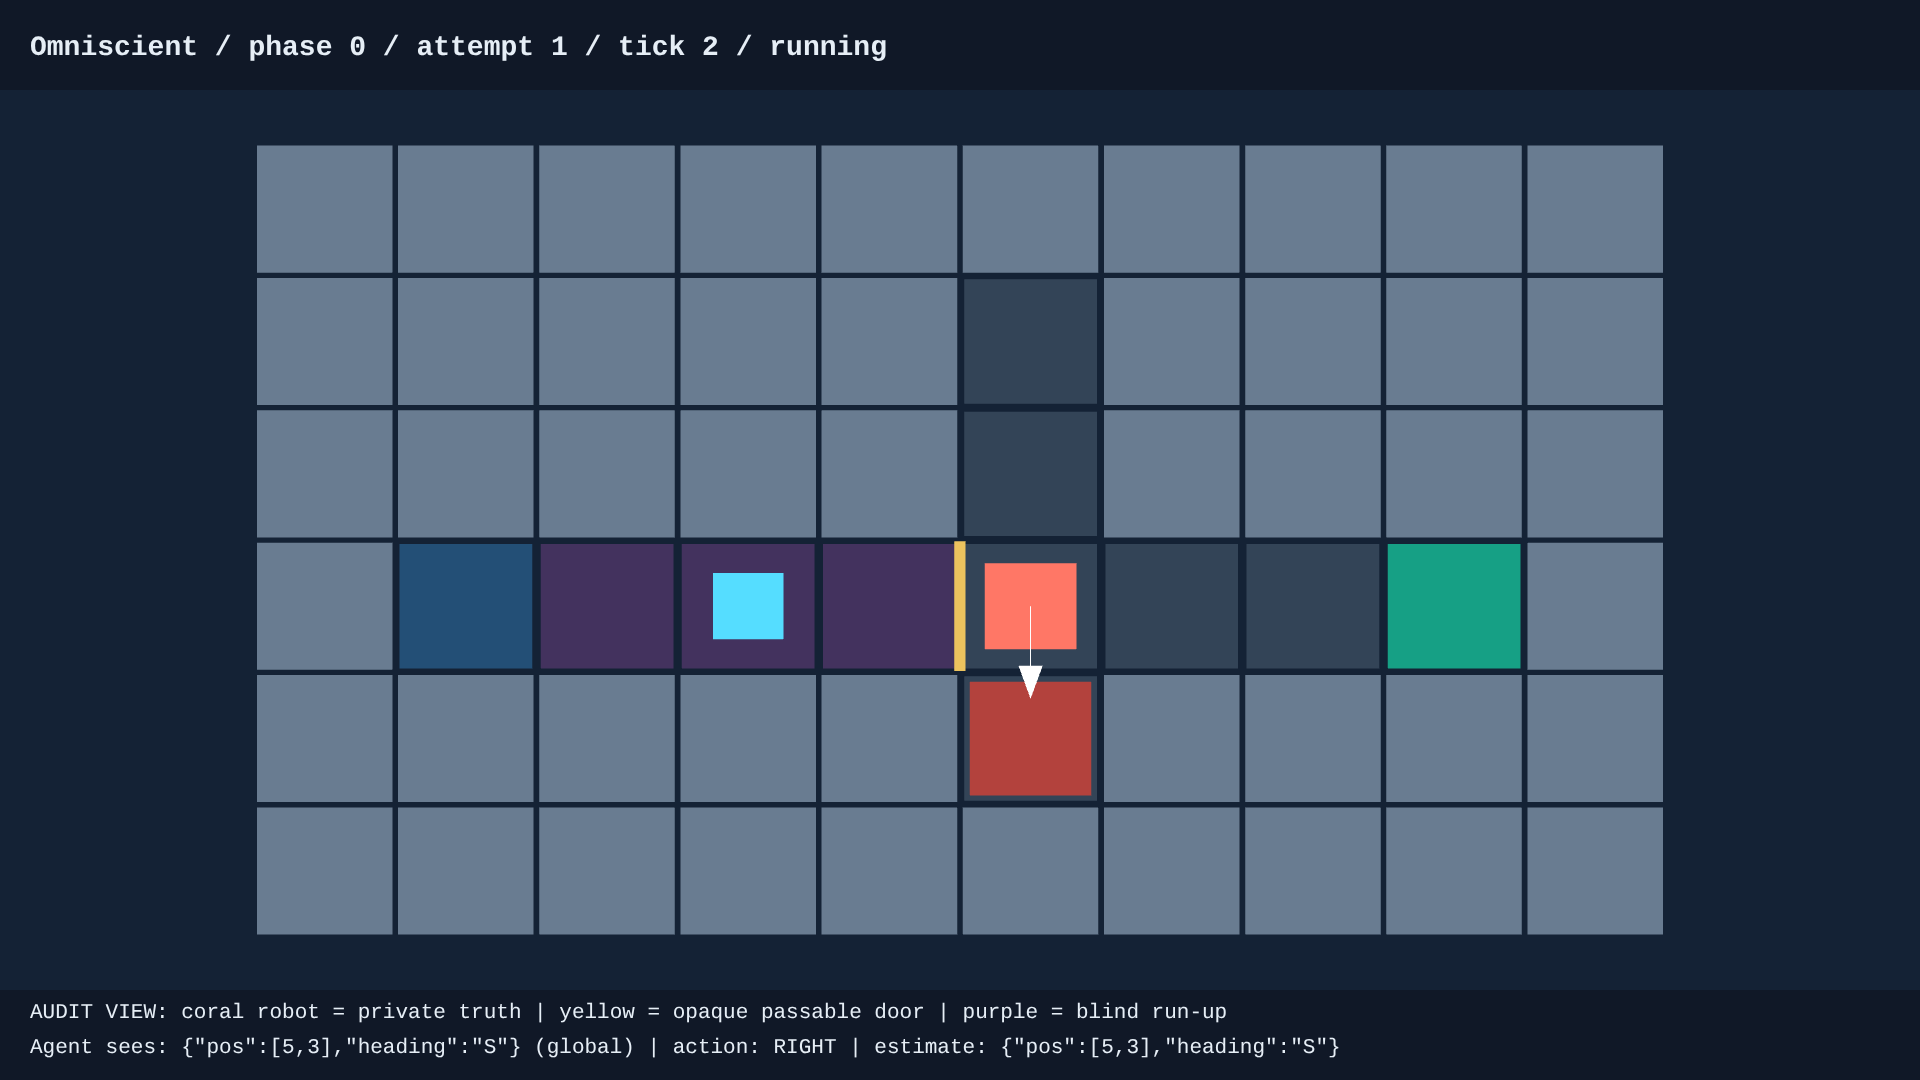 Omniscient / phase 0 / attempt 1 / tick 2 / running
AUDIT VIEW: coral robot = private truth | yellow = opaque passable door | purple = blind run-up
Agent sees: {"pos":[5,3],"heading":"S"} (global) | action: RIGHT | estimate: {"pos":[5,3],"heading":"S"}